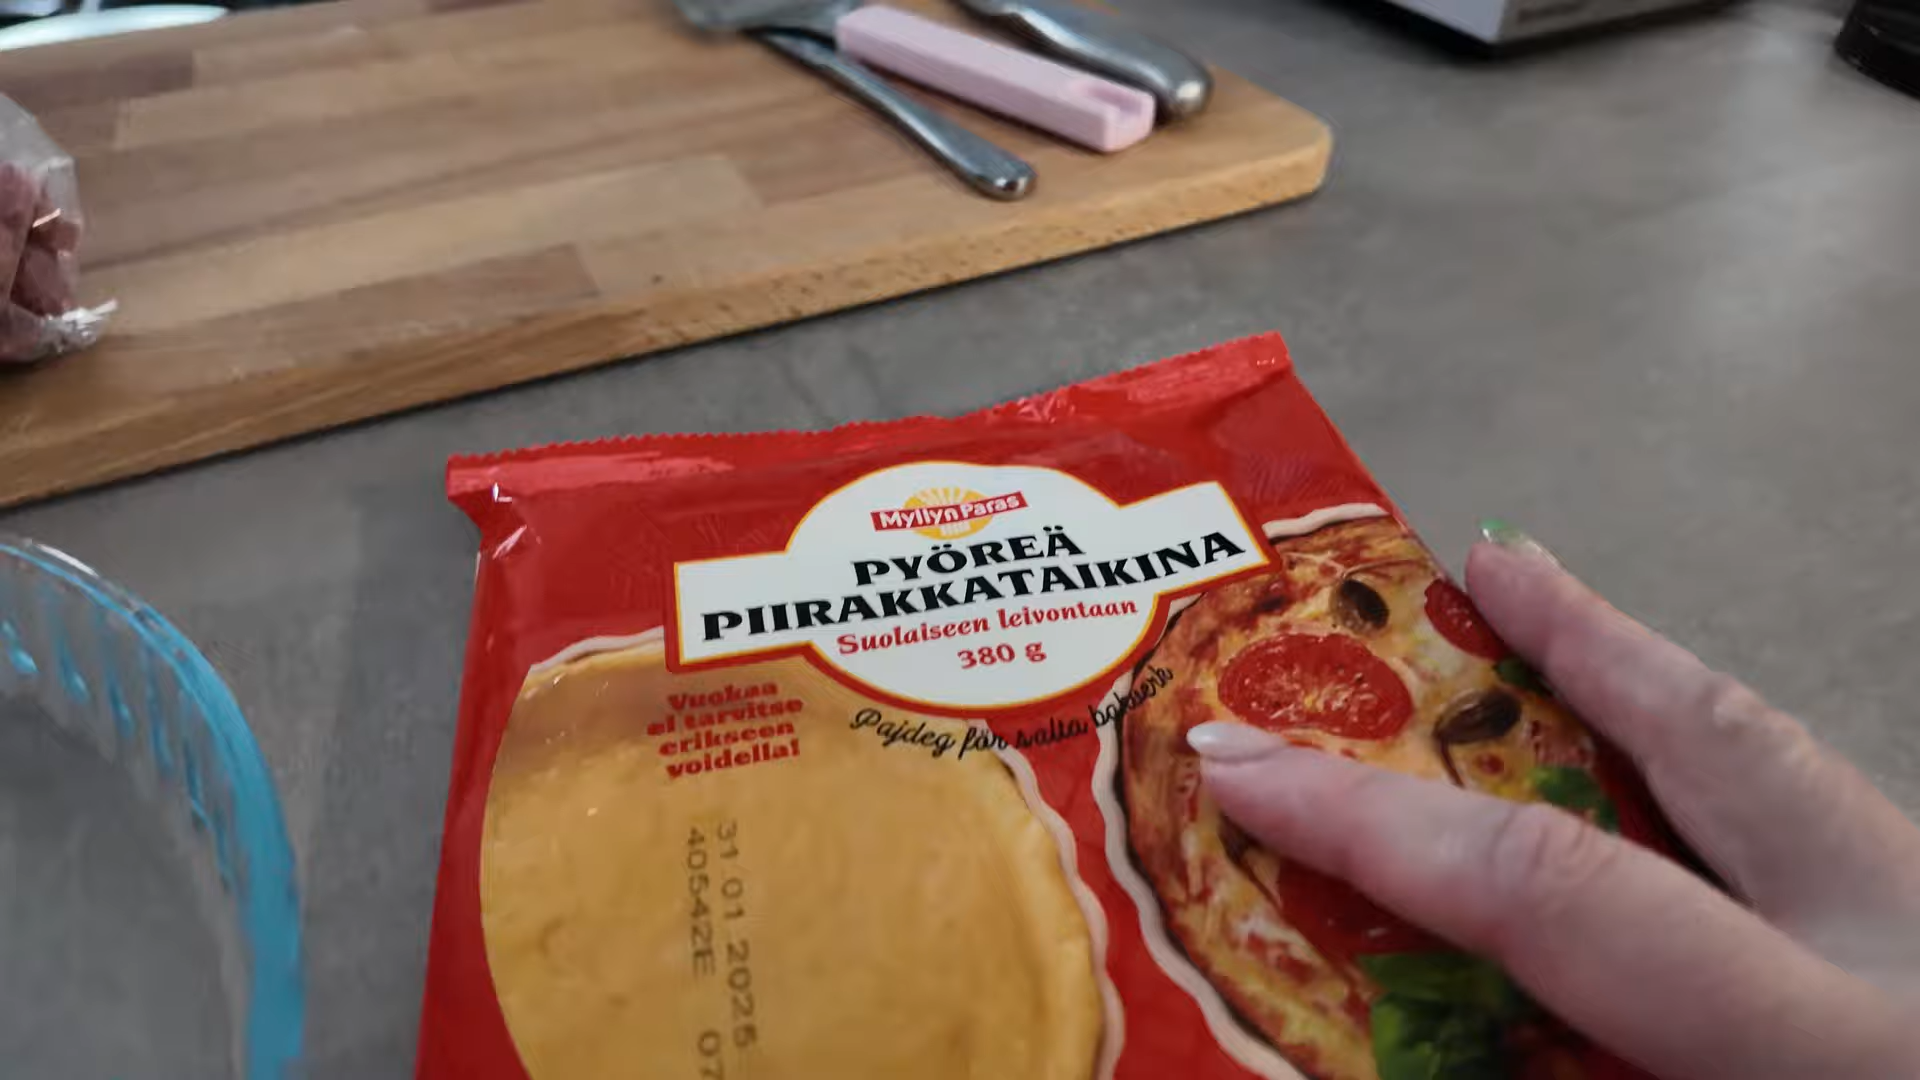 Myllyn Paras
PYÖREÄ
PIIRAKKATAIKINA
Suolaiseen leivontaan
380 g
Pajdeg för salta bakverk
Vuokaa
ei tarvitse
erikseen
voidella!
31.01.2025
40542E 07